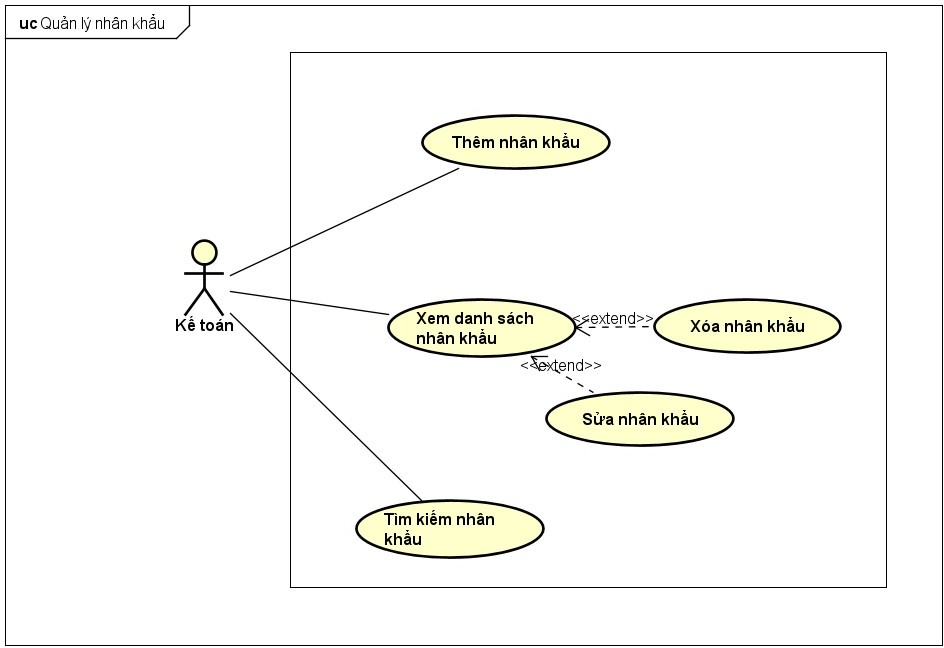 uc Quản lý nhân khẩu
Thêm nhân khẩu
Kế toán
Xem danh sách
nhân khẩu
<<extend>>
Xóa nhân khẩu
<<extend>>
Sửa nhân khẩu
Tìm kiếm nhân
khẩu